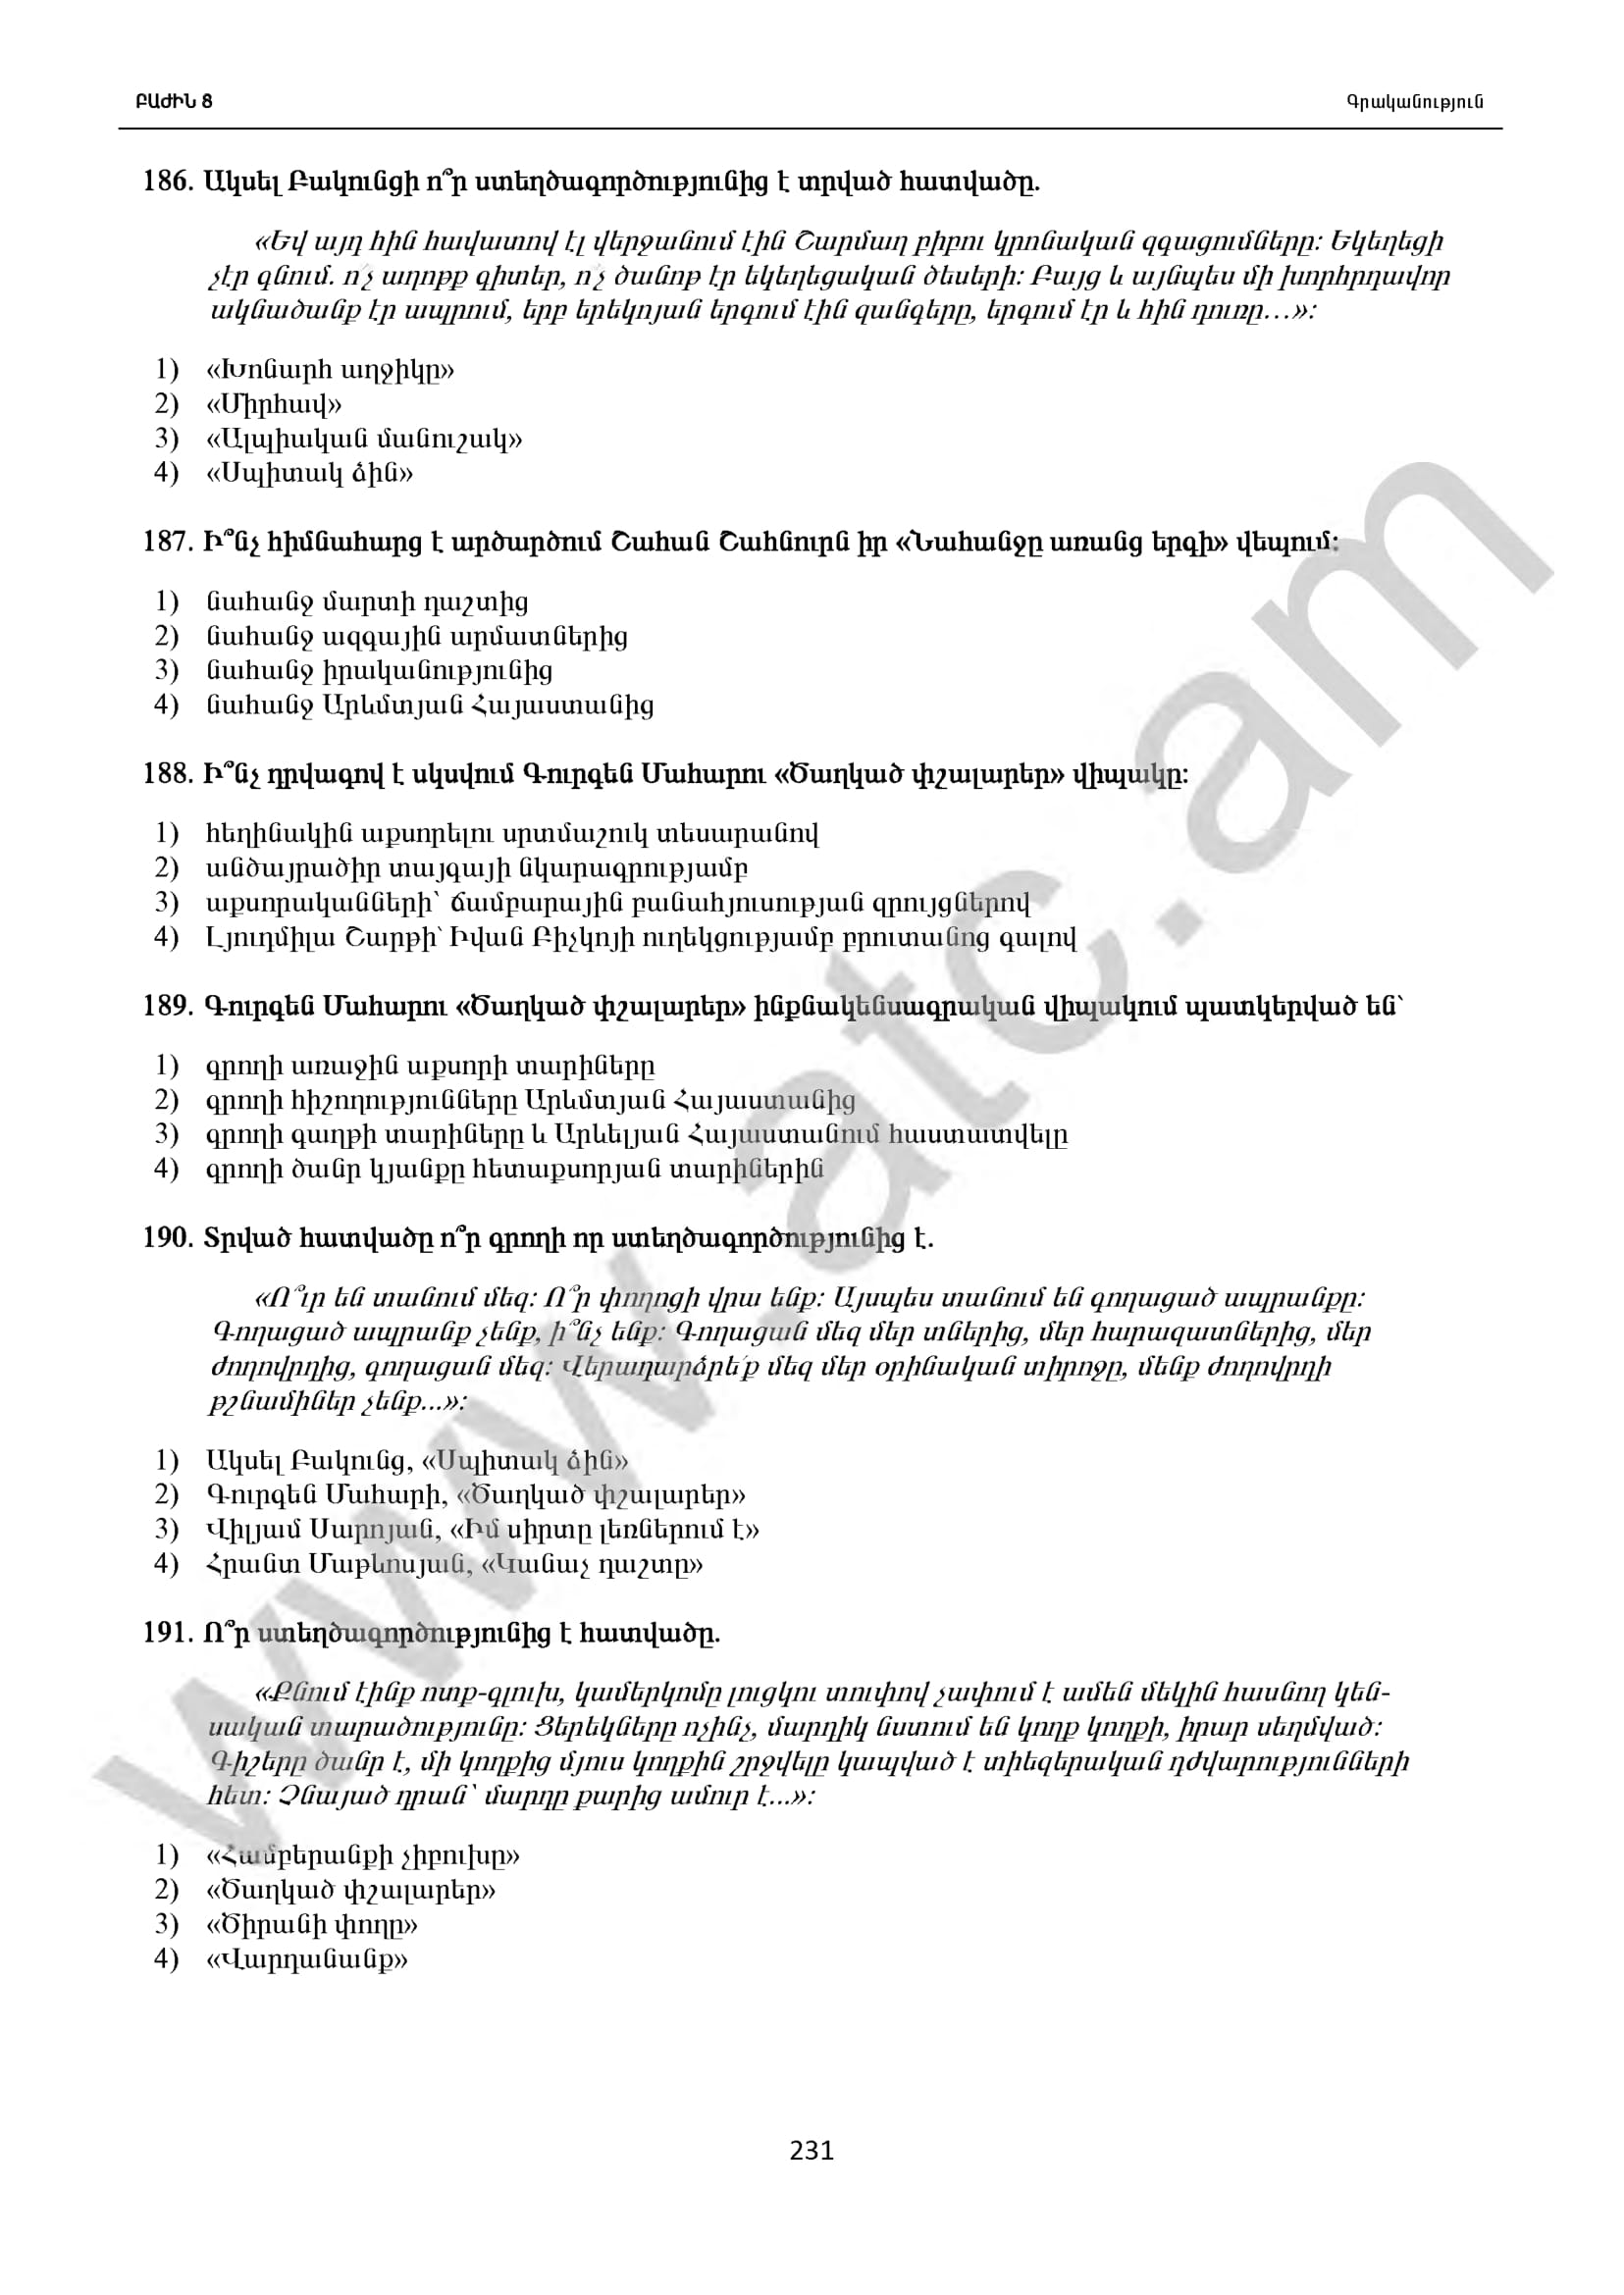 ԲԱԺԻՆ 8
Գրականություն
186. Ակսել Բակունցի ո՞ր ստեղծագործությունից է տրված հատվածը.
«Եվ այդ հին հավատով էլ վերջանում էին Շարմաղ բիբու կրոնական զգացումները: Եկեղեցի
չէր գնում. ո՛չ աղոթք գիտեր, ո՛չ ծանոթ էր եկեղեցական ծեսերի: Բայց և այնպես մի խորհրդավոր
ակնածանք էր ապրում, երբ երեկոյան երգում էին զանգերը, երգում էր և հին դուռը…»:
1) «Խոնարհ աղջիկը»
2) «Միրհավ»
3) «Ալպիական մանուշակ»
4) «Սպիտակ ձին»
187. Ի՞նչ հիմնահարց է արծարծում Շահան Շահնուրն իր «Նահանջը առանց երգի» վեպում:
1) նահանջ մարտի դաշտից
2) նահանջ ազգային արմատներից
3) նահանջ իրականությունից
4) նահանջ Արևմտյան Հայաստանից
188. Ի՞նչ դրվագով է սկսվում Գուրգեն Մահարու «Ծաղկած փշալարեր» վիպակը:
1) հեղինակին աքսորելու սրտմաշուկ տեսարանով
2) անծայրածիր տայգայի նկարագրությամբ
3) աքսորականների՝ ճամբարային բանահյուսության զրույցներով
4) Լյուդմիլա Շարթի՝ Իվան Բիչկոյի ուղեկցությամբ բրուտանոց գալով
189. Գուրգեն Մահարու «Ծաղկած փշալարեր» ինքնակենսագրական վիպակում պատկերված են՝
1) գրողի առաջին աքսորի տարիները
2) գրողի հիշողությունները Արևմտյան Հայաստանից
3) գրողի գաղթի տարիները և Արևելյան Հայաստանում հաստատվելը
4) գրողի ծանր կյանքը հետաքսորյան տարիներին
190. Տրված հատվածը ո՞ր գրողի որ ստեղծագործությունից է.
«Ո՞ւր են տանում մեզ: Ո՞ր փողոցի վրա ենք: Այսպես տանում են գողացած ապրանքը:
Գողացած ապրանք չենք, ի՞նչ ենք: Գողացան մեզ մեր տներից, մեր հարազատներից, մեր
ժողովրդից, գողացան մեզ: Վերադարձրե՛ք մեզ մեր օրինական տիրոջը, մենք ժողովրդի
թշնամիներ չենք...»:
1) Ակսել Բակունց, «Սպիտակ ձին»
2) Գուրգեն Մահարի, «Ծաղկած փշալարեր»
3) Վիլյամ Սարոյան, «Իմ սիրտը լեռներում է»
4) Հրանտ Մաթևոսյան, «Կանաչ դաշտը»
191. Ո՞ր ստեղծագործությունից է հատվածը.
«Քնում էինք ոտք-գլուխ, կամերկոմը լուցկու տուփով չափում է ամեն մեկին հասնող կեն-
սական տարածությունը: Ցերեկները ոչինչ, մարդիկ նստում են կողք կողքի, իրար սեղմված:
Գիշերը ծանր է, մի կողքից մյուս կողքին շրջվելը կապված է տիեզերական դժվարությունների
հետ: Չնայած դրան՝ մարդը քարից ամուր է...»:
1) «Համբերանքի չիբուխը»
2) «Ծաղկած փշալարեր»
3) «Ծիրանի փողը»
4) «Վարդանանք»
231
www.atc.am